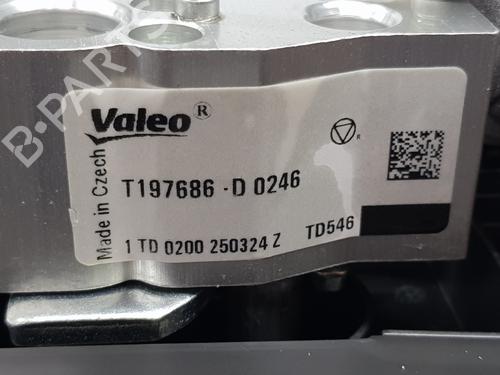 B-PARTS
Valeo®
Made in Czech
R
T197686 -D 0246
1 TD 0200 250324 Z
TD546